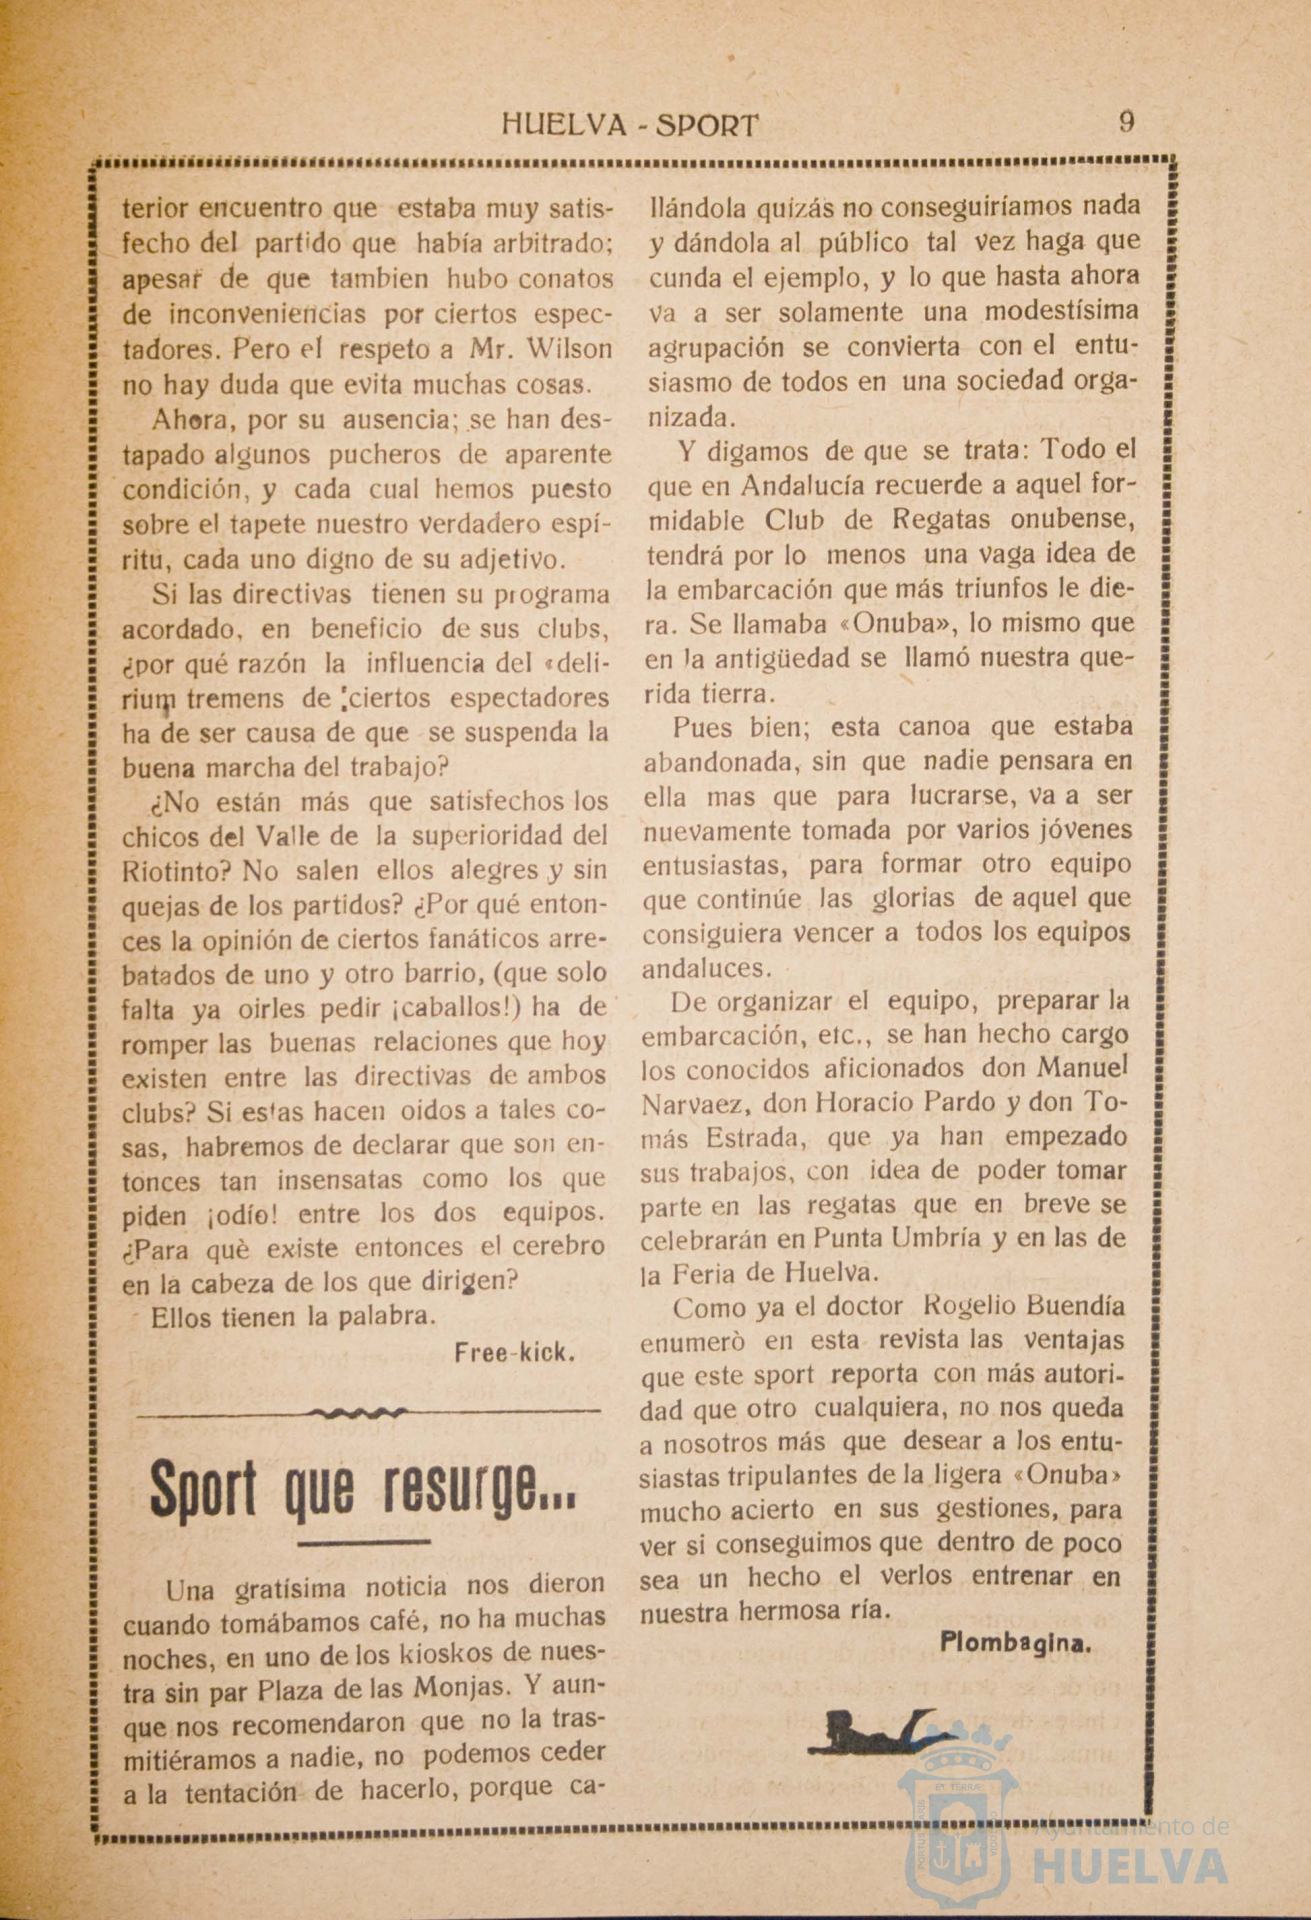 HUELVA - SPORT
9
terior encuentro que estaba muy satis-
fecho del partido que había arbitrado;
apesar de que tambien hubo conatos
de inconveniencias por ciertos espec-
tadores. Pero el respeto a Mr. Wilson
no hay duda que evita muchas cosas.
Ahora, por su ausencia; se han des-
tapado algunos pucheros de aparente
condición, y cada cual hemos puesto
sobre el tapete nuestro verdadero espí-
ritu, cada uno digno de su adjetivo.
Si las directivas tienen su programa
acordado, en beneficio de sus clubs,
¿por qué razón la influencia del «deli-
rium tremens de ciertos espectadores
ha de ser causa de que se suspenda la
buena marcha del trabajo?
¿No están más que satisfechos los
chicos del Valle de la superioridad del
Riotinto? No salen ellos alegres y sin
quejas de los partidos? ¿Por qué enton-
ces la opinión de ciertos fanáticos arre-
batados de uno y otro barrio, (que solo
falta ya oirles pedir ¡caballos!) ha de
romper las buenas relaciones que hoy
existen entre las directivas de ambos
clubs? Si estas hacen oidos a tales co-
sas, habremos de declarar que son en-
tonces tan insensatas como los que
piden ¡odío! entre los dos equipos.
¿Para què existe entonces el cerebro
en la cabeza de los que dirigen?
Ellos tienen la palabra.
Free-kick.
Sport que resurge...
Una gratísima noticia nos dieron
cuando tomábamos café, no ha muchas
noches, en uno de los kioskos de nues-
tra sin par Plaza de las Monjas. Y aun-
que nos recomendaron que no la tras-
mitiéramos a nadie, no podemos ceder
a la tentación de hacerlo, porque ca-
llándola quizás no conseguiríamos nada
y dándola al público tal vez haga que
cunda el ejemplo, y lo que hasta ahora
va a ser solamente una modestísima
agrupación se convierta con el entu-
siasmo de todos en una sociedad orga-
nizada.
Y digamos de que se trata: Todo el
que en Andalucía recuerde a aquel for-
midable Club de Regatas onubense,
tendrá por lo menos una vaga idea de
la embarcación que más triunfos le die-
ra. Se llamaba «Onuba», lo mismo que
en la antigüedad se llamó nuestra que-
rida tierra.
Pues bien; esta canoa que estaba
abandonada, sin que nadie pensara en
ella mas que para lucrarse, va a ser
nuevamente tomada por varios jóvenes
entusiastas, para formar otro equipo
que continúe las glorias de aquel que
consiguiera vencer a todos los equipos
andaluces.
De organizar el equipo, preparar la
embarcación, etc., se han hecho cargo
los conocidos aficionados don Manuel
Narvaez, don Horacio Pardo y don To-
más Estrada, que ya han empezado
sus trabajos, con idea de poder tomar
parte en las regatas que en breve se
celebrarán en Punta Umbría y en las de
la Feria de Huelva.
Como ya el doctor Rogelio Buendía
enumerò en esta revista las ventajas
que este sport reporta con más autori-
dad que otro cualquiera, no nos queda
a nosotros más que desear a los entu-
siastas tripulantes de la ligera «Onuba»
mucho acierto en sus gestiones, para
ver si conseguimos que dentro de poco
sea un hecho el verlos entrenar en
nuestra hermosa ría.
Plombagina.
Ayuntamiento de
HUELVA